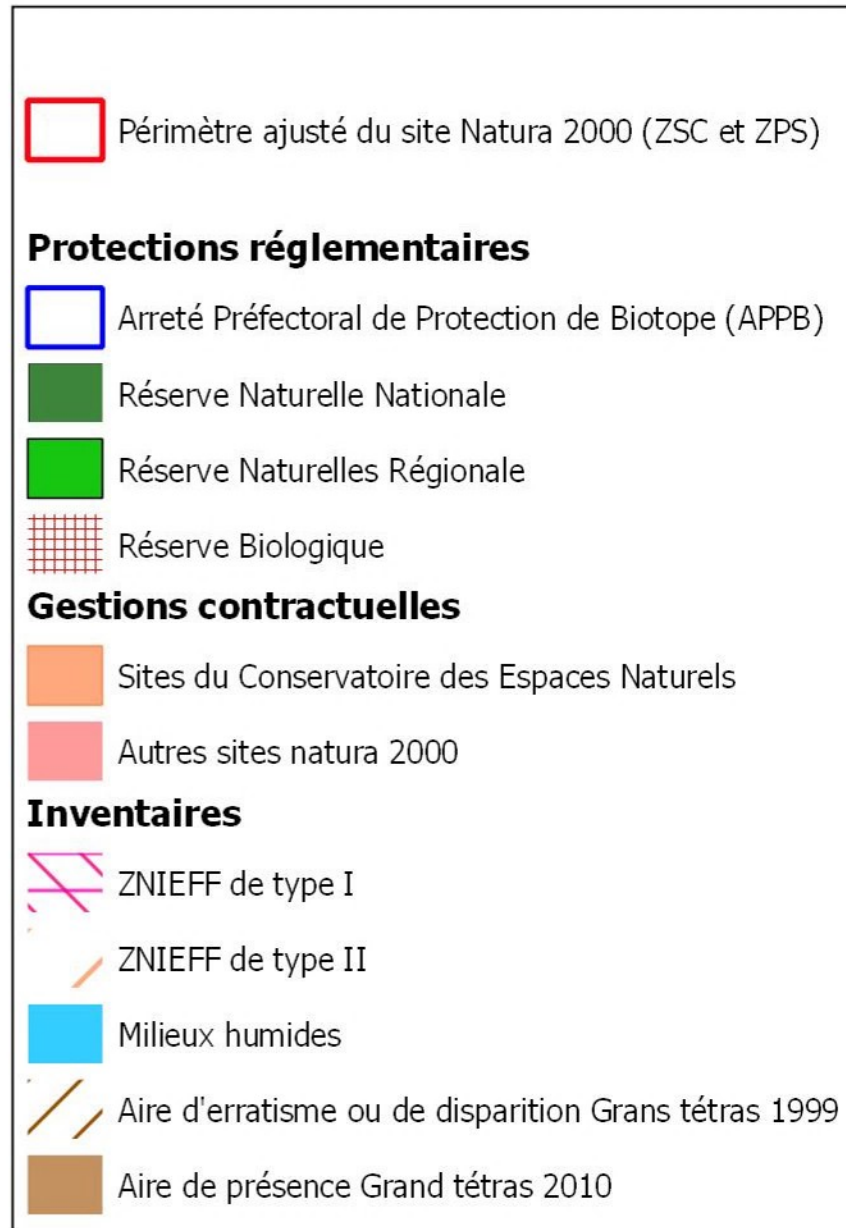 Périmètre ajusté du site Natura 2000 (ZSC et ZPS)
Protections réglementaires
Arreté Préfectoral de Protection de Biotope (APPB)
Réserve Naturelle Nationale
Réserve Naturelles Régionale
Réserve Biologique
Gestions contractuelles
Sites du Conservatoire des Espaces Naturels
Autres sites natura 2000
Inventaires
ZNIEFF de type I
ZNIEFF de type II
Milieux humides
Aire d'erratisme ou de disparition Grans tétras 1999
Aire de présence Grand tétras 2010